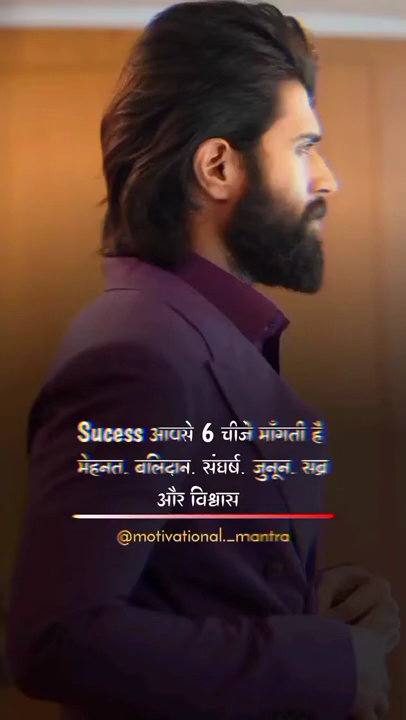 Sucess आपसे 6 चीजें माँगती है
मेहनत. बलिदान. संघर्ष. जुनून. सब्र
और विश्वास
@motivational._mantra